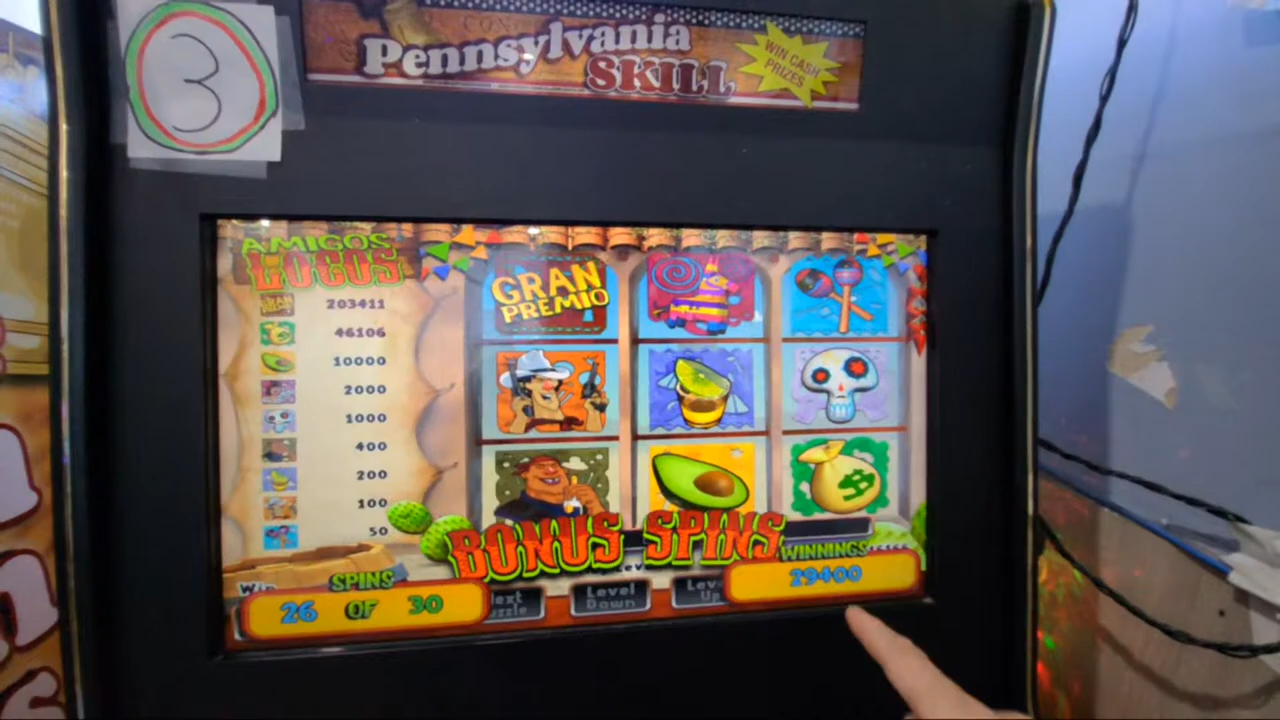 3
Pennsylvania
SKILL
WIN CASH
PRIZES
AMIGOS
LOCOS
203411
46106
10000
2000
1000
400
200
100
50
GRAN
PREMIO
BONUS SPINS
SPINS
26 OF 30
Level
Down
WINNINGS
29400